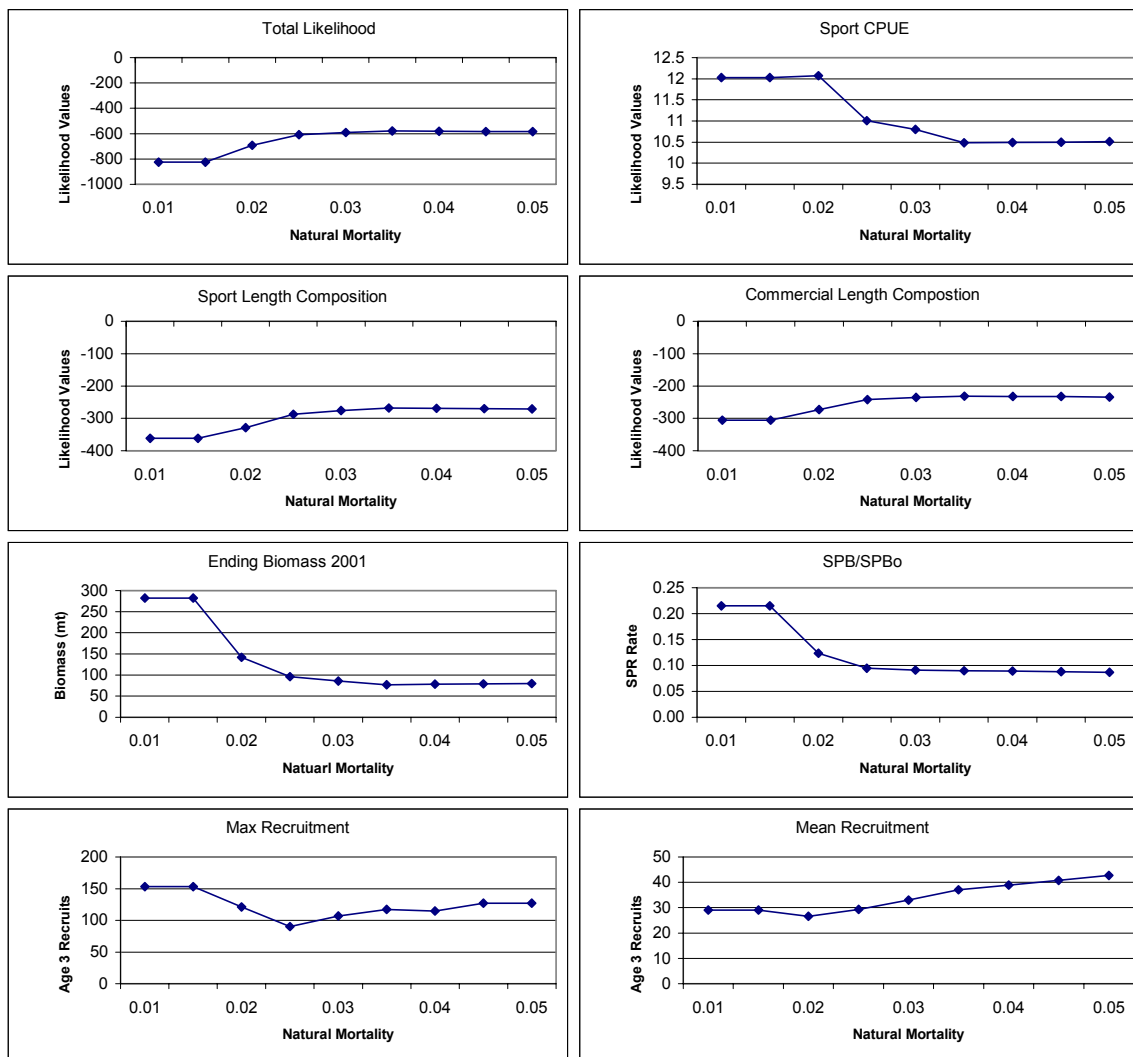 Total Likelihood
0
-200
-400
-600
-800
-1000
Likelihood Values
0.01 0.02 0.03 0.04 0.05
Natural Mortality
Sport CPUE
12.5
12
11.5
11
10.5
10
9.5
Likelihood Values
0.01 0.02 0.03 0.04 0.05
Natural Mortality
Sport Length Composition
0
-100
-200
-300
-400
Likelihood Values
0.01 0.02 0.03 0.04 0.05
Natural Mortality
Commercial Length Compostion
0
-100
-200
-300
-400
Likelihood Values
0.01 0.02 0.03 0.04 0.05
Natural Mortality
Ending Biomass 2001
300
250
200
150
100
50
0
Biomass (mt)
0.01 0.02 0.03 0.04 0.05
Natuarl Mortality
SPB/SPBo
0.25
0.20
0.15
0.10
0.05
0.00
SPR Rate
0.01 0.02 0.03 0.04 0.05
Natural Mortality
Max Recruitment
200
150
100
50
0
Age 3 Recruits
0.01 0.02 0.03 0.04 0.05
Natural Mortality
Mean Recruitment
50
40
30
20
10
0
Age 3 Recruits
0.01 0.02 0.03 0.04 0.05
Natural Mortality